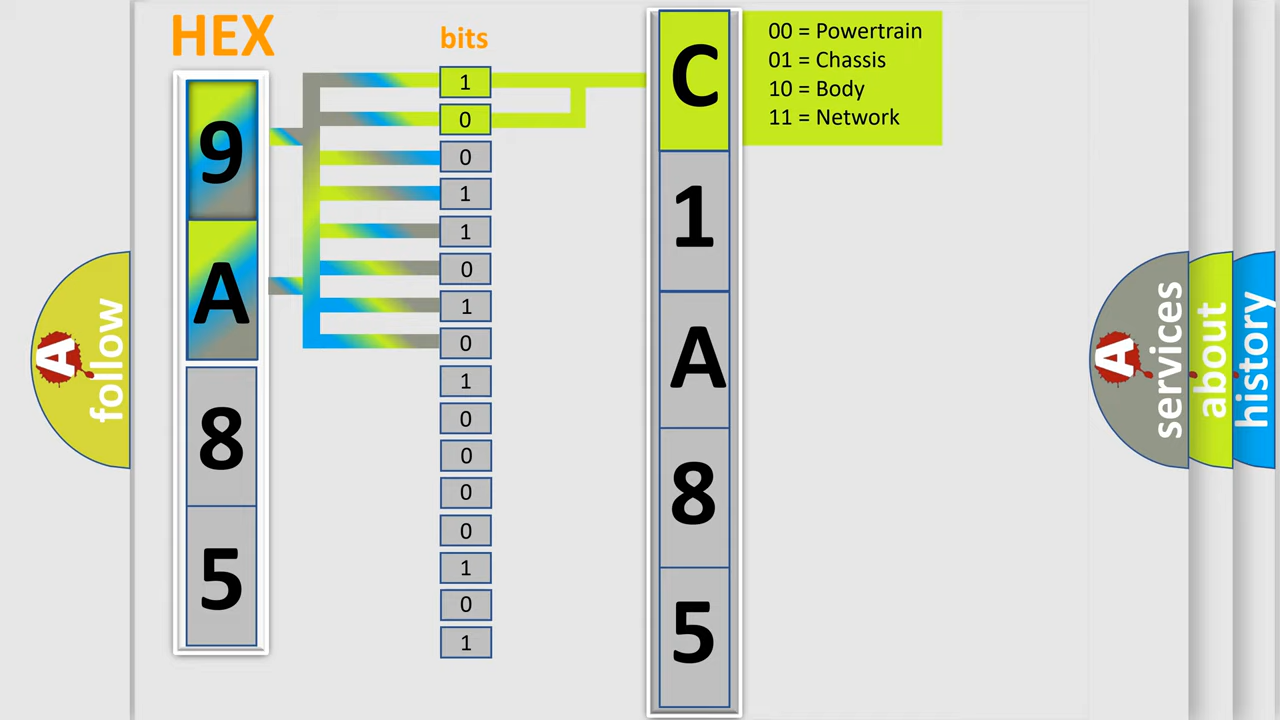 HEX
bits
9
A
8
5
1
0
0
1
1
0
1
0
1
0
0
0
0
1
0
1
C
1
A
8
5
00 = Powertrain
01 = Chassis
10 = Body
11 = Network
A
follow
A
services
about
history